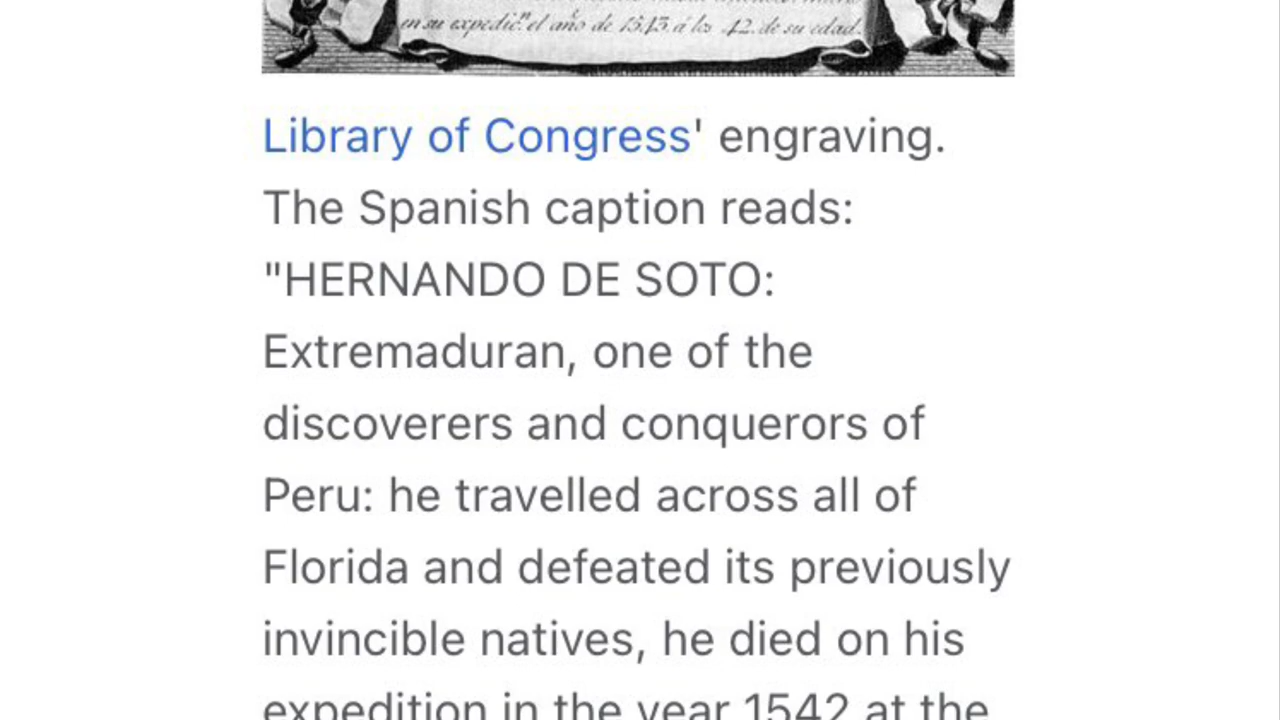 en su expedic.n el año de 1543 á los 42 de su edad.
Library of Congress' engraving.
The Spanish caption reads:
"HERNANDO DE SOTO:
Extremaduran, one of the
discoverers and conquerors of
Peru: he travelled across all of
Florida and defeated its previously
invincible natives, he died on his
expedition in the year 1542 at the